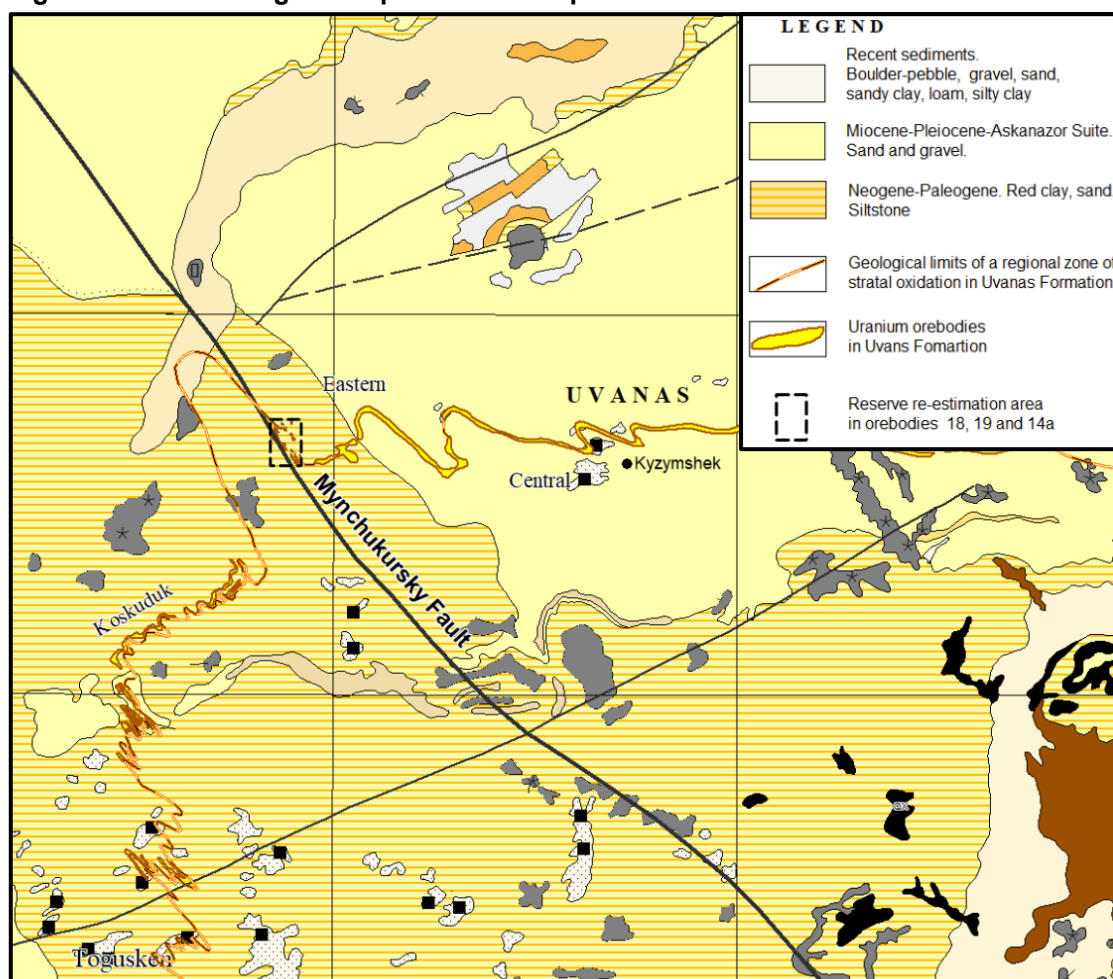 LEGEND
Recent sediments.
Boulder-pebble, gravel, sand,
sandy clay, loam, silty clay
Miocene-Pleiocene-Askanazor Suite.
Sand and gravel.
Neogene-Paleogene. Red clay, sand
Siltstone
Geological limits of a regional zone of
stratal oxidation in Uvanas Formation
Uranium orebodies
in Uvans Fomartion
Reserve re-estimation area
in orebodies 18, 19 and 14a
Eastern
UVANAS
Kyzymshek
Central
Mynchukursky Fault
Koskuduk
Togusken